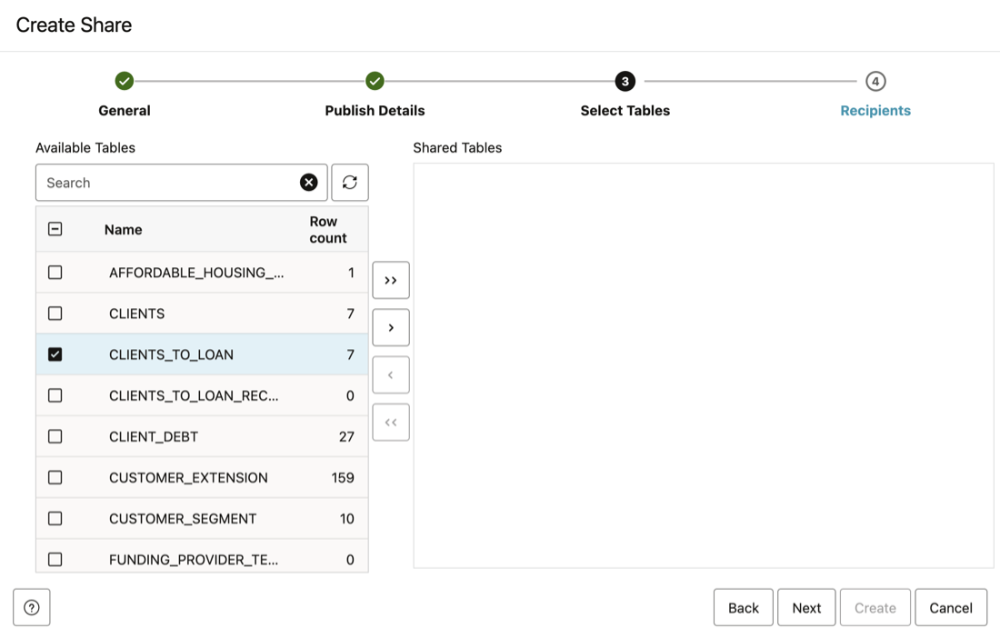 Create Share
3
4
General
Publish Details
Select Tables
Recipients
Available Tables
Shared Tables
Search
Name
Row
count
AFFORDABLE_HOUSING_... 1
CLIENTS 7
CLIENTS_TO_LOAN 7
CLIENTS_TO_LOAN_REC... 0
CLIENT_DEBT 27
CUSTOMER_EXTENSION 159
CUSTOMER_SEGMENT 10
FUNDING_PROVIDER_TE... 0
>>
>
<
<<
?
Back
Next
Create
Cancel